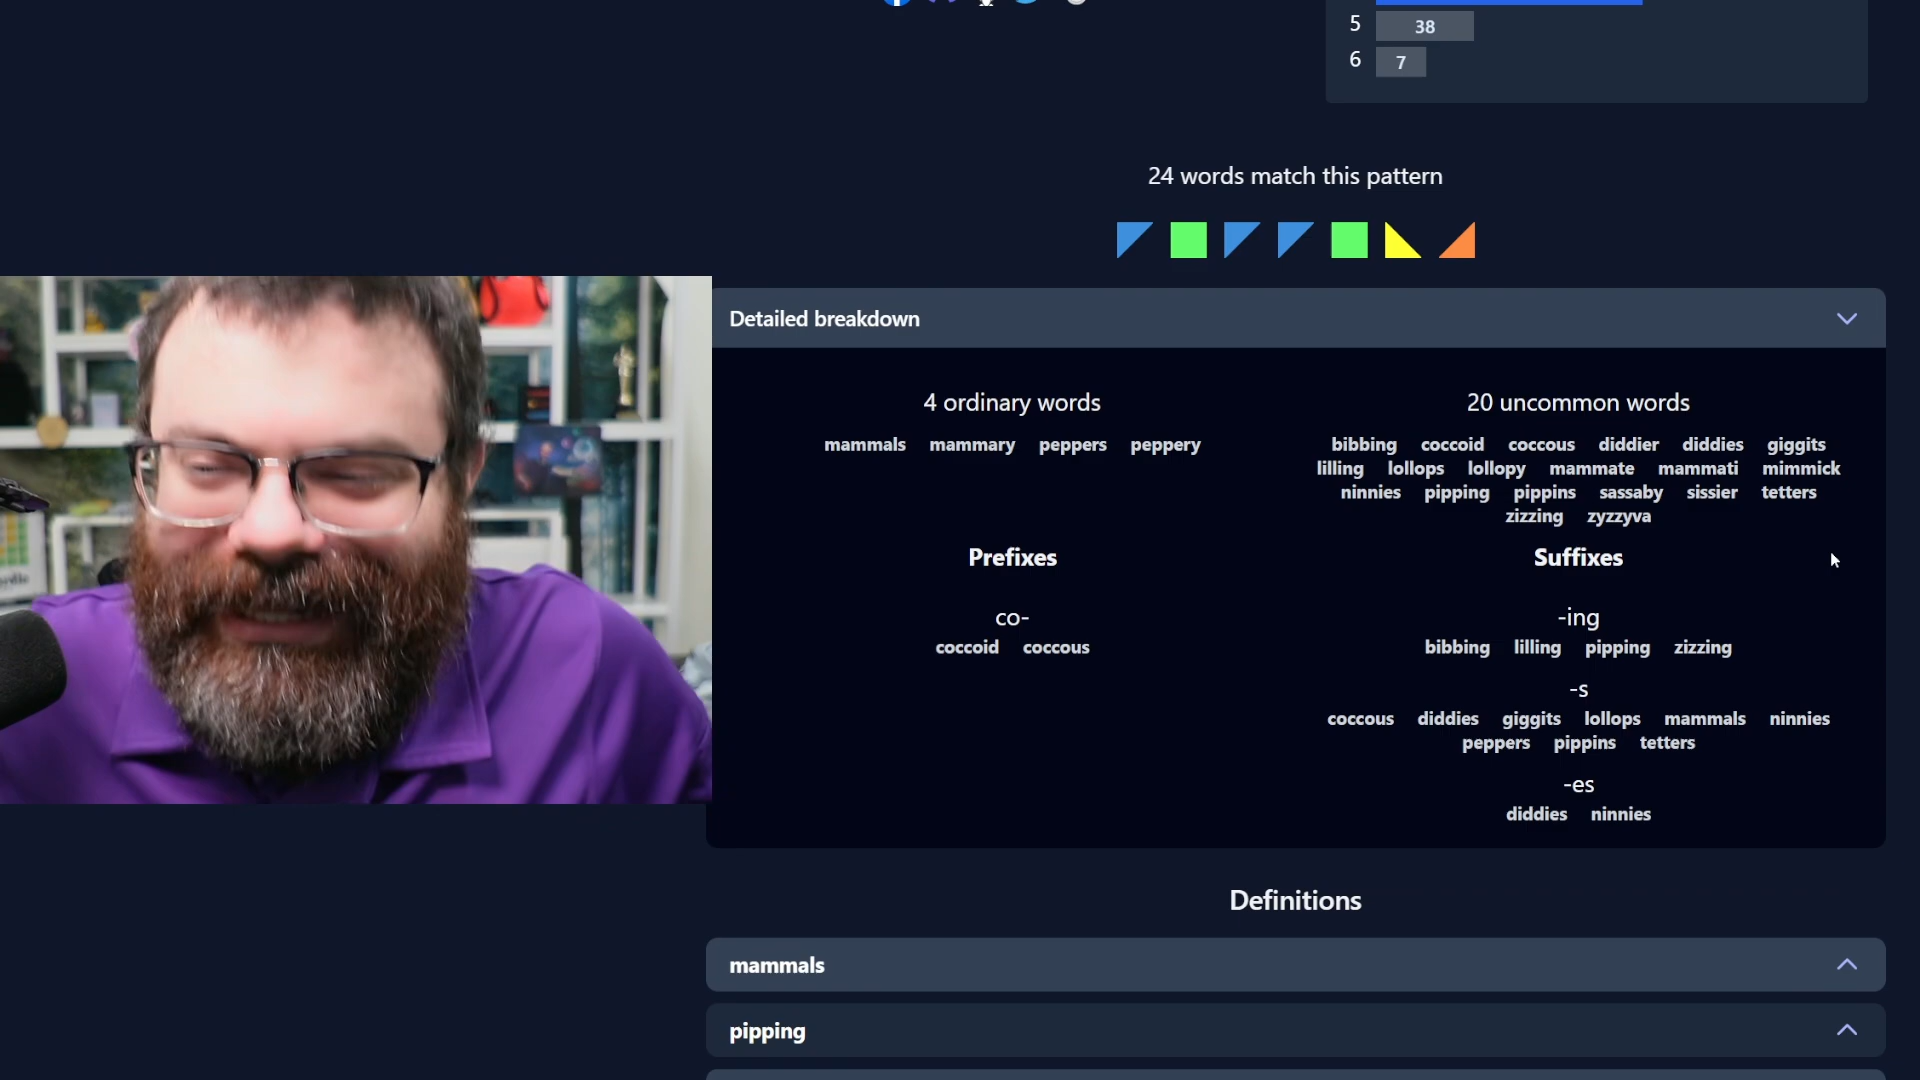 5 38
6 7
24 words match this pattern
Detailed breakdown
4 ordinary words
mammals mammary peppers peppery
20 uncommon words
bibbing coccoid coccous diddier diddies giggits
lilling lollops lollopy mammate mammati mimmick
ninnies pipping pippins sassaby sissier tetters
zizzing zyzzyva
Prefixes
co-
coccoid coccous
Suffixes
-ing
bibbing lilling pipping zizzing
-s
coccous diddies giggits lollops mammals ninnies
peppers pippins tetters
-es
diddies ninnies
Definitions
mammals
pipping